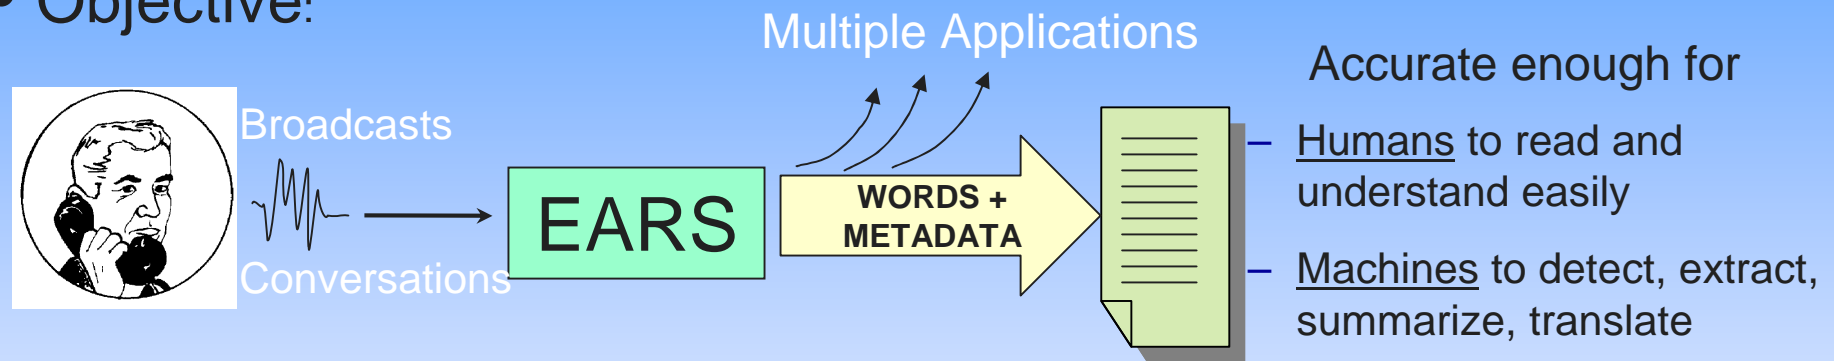 • Objective:
Multiple Applications
Broadcasts
Conversations
EARS
WORDS +
METADATA
Accurate enough for
– Humans to read and
understand easily
– Machines to detect, extract,
summarize, translate